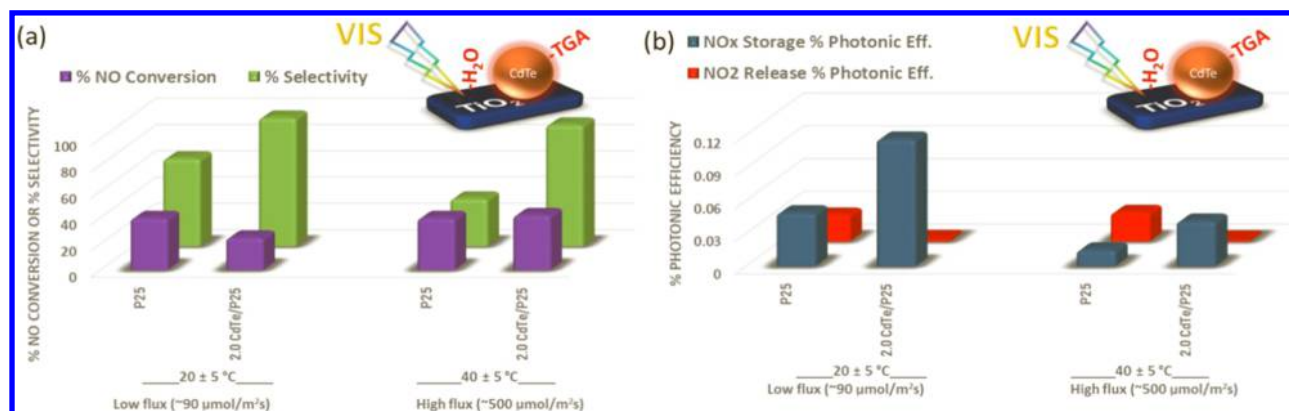 (a)
VIS
-H₂O
-TGA
CdTe
TiO₂
% NO Conversion
% Selectivity
% NO CONVERSION OR % SELECTIVITY
100
80
60
40
20
0
P25
2.0 CdTe/P25
P25
2.0 CdTe/P25
20 ± 5 °C
40 ± 5 °C
Low flux (~90 µmol/m²s)
High flux (~500 µmol/m²s)
(b)
NOx Storage % Photonic Eff.
NO2 Release % Photonic Eff.
VIS
-H₂O
-TGA
CdTe
TiO₂
% PHOTONIC EFFICIENCY
0.12
0.09
0.06
0.03
0
P25
2.0 CdTe/P25
P25
2.0 CdTe/P25
20 ± 5 °C
40 ± 5 °C
Low flux (~90 µmol/m²s)
High flux (~500 µmol/m²s)